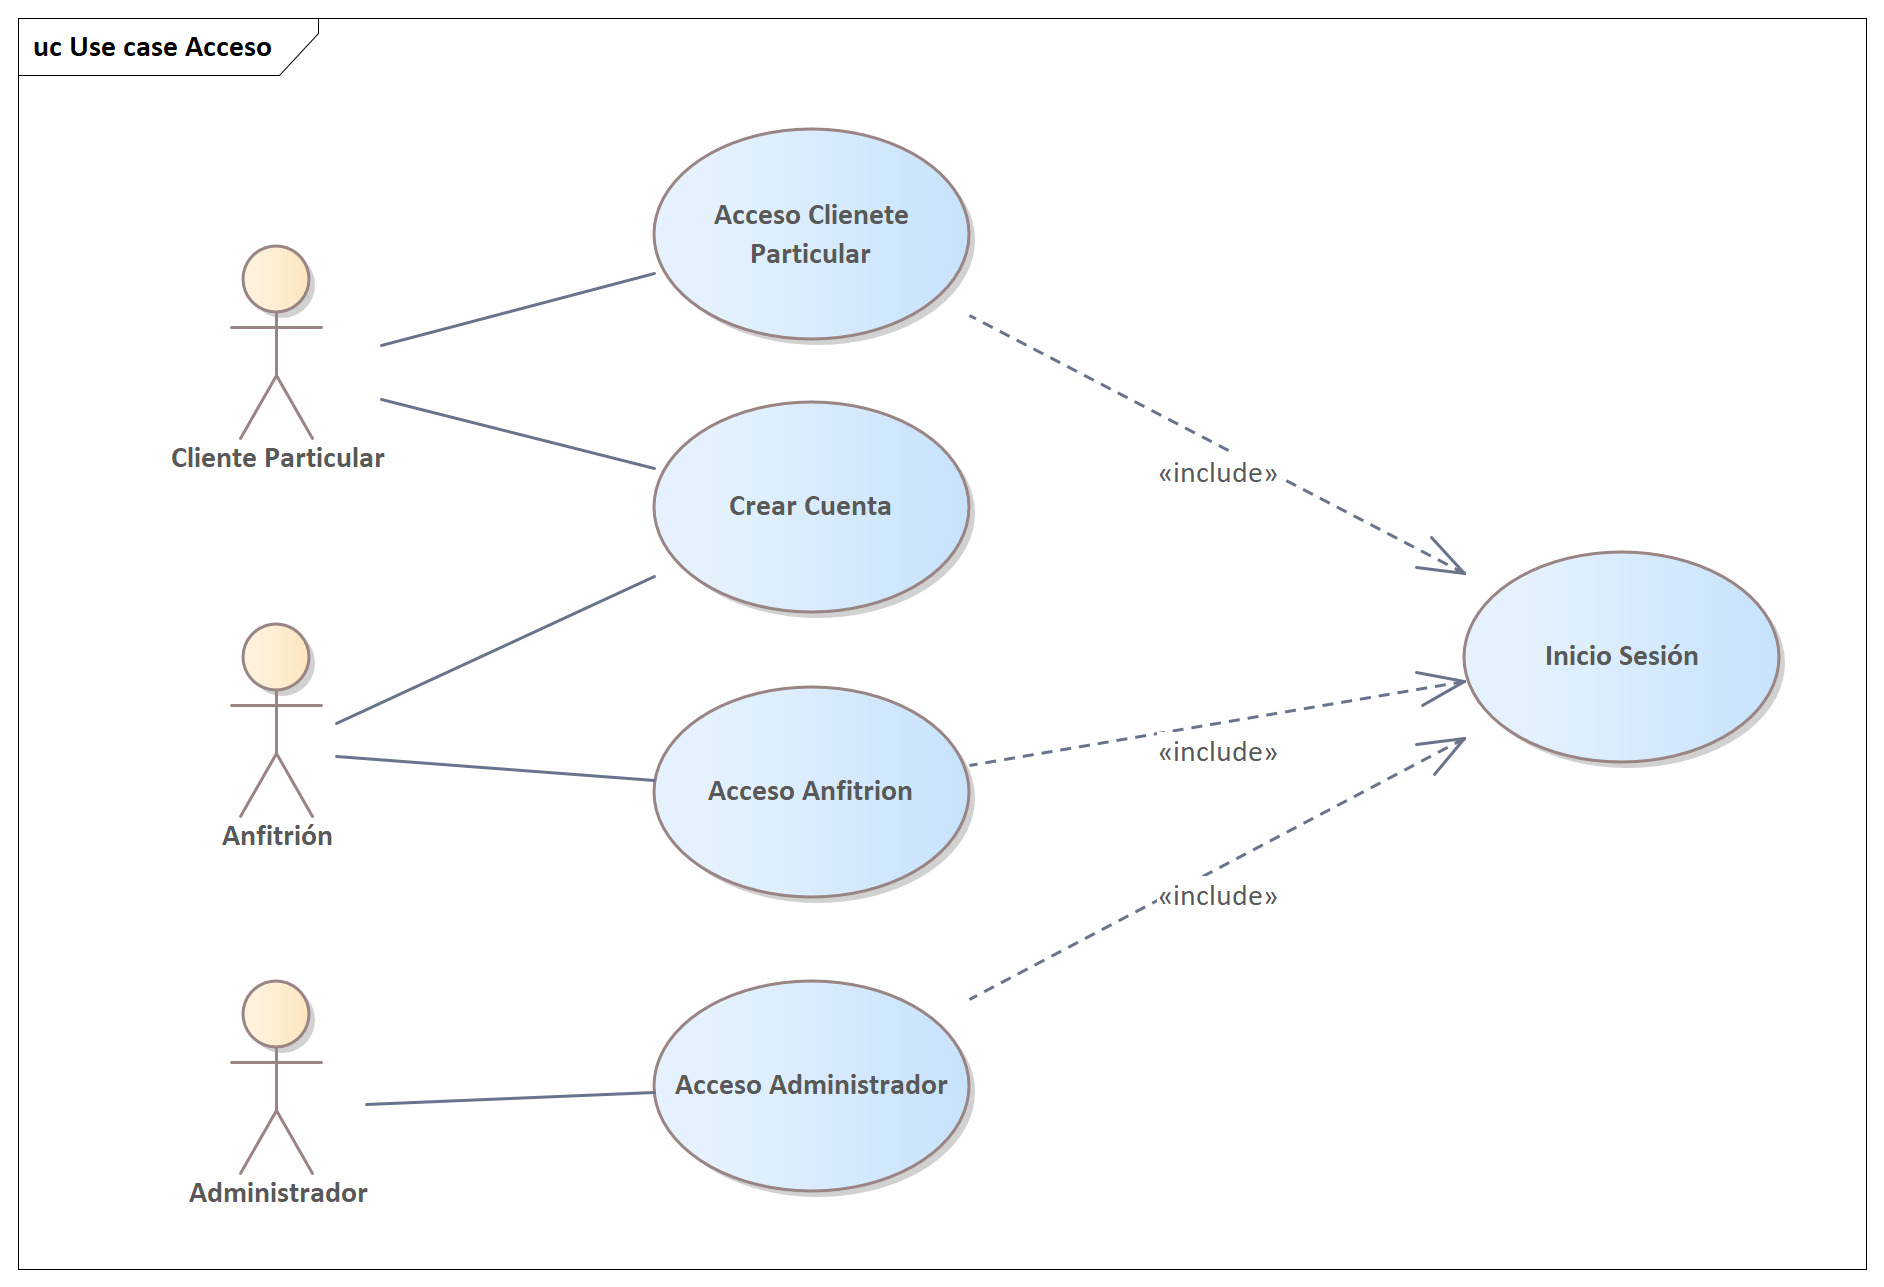 uc Use case Acceso
Acceso Clienete
Particular
Cliente Particular
«include»
Crear Cuenta
Inicio Sesión
«include»
Acceso Anfitrion
Anfitrión
«include»
Acceso Administrador
Administrador